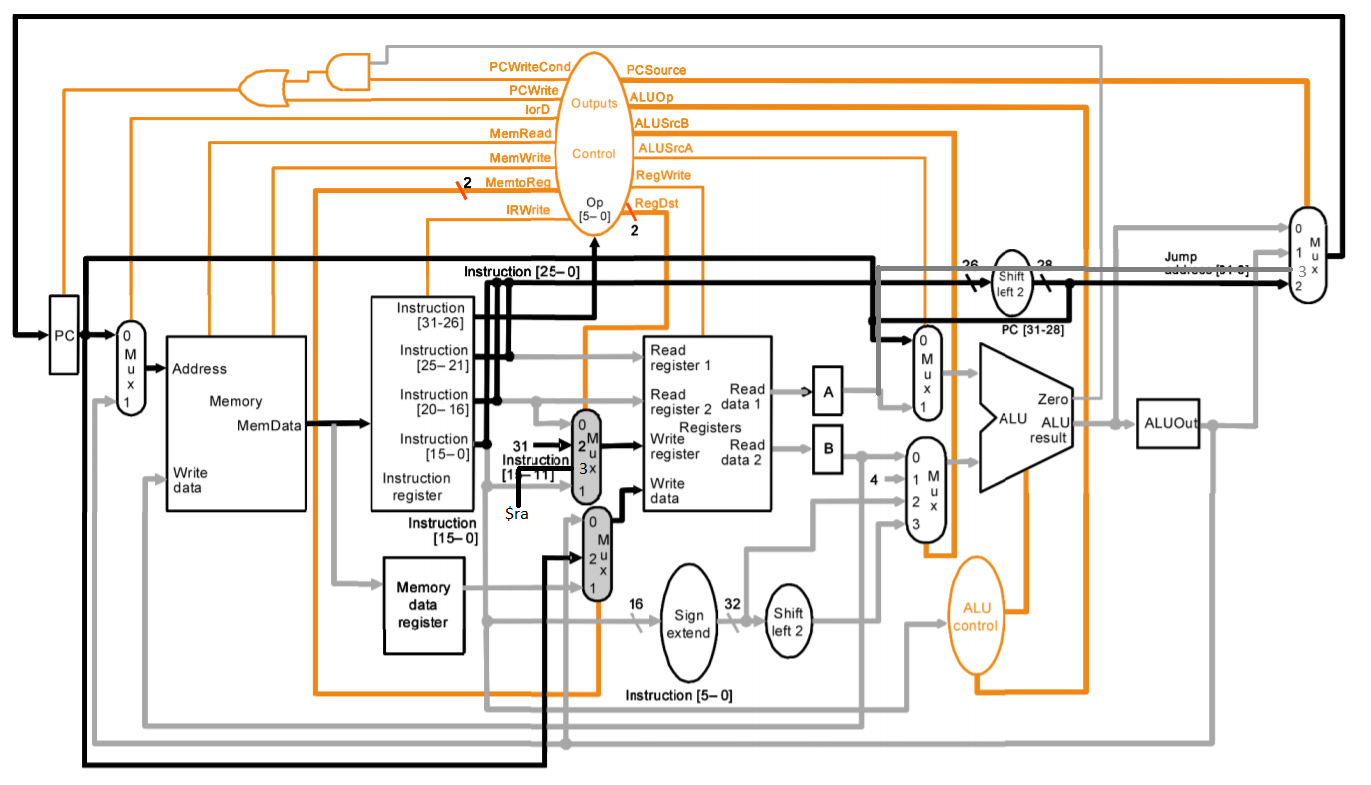 PCWriteCond
PCWrite
IorD
MemRead
MemWrite
2
MemtoReg
IRWrite
Outputs
Control
Op
[5–0]
PCSource
ALUOp
ALUSrcB
ALUSrcA
RegWrite
RegDst
2
Instruction [25–0]
26
Shift
left 2
28
Jump
PC [31-28]
0
1
3
2
M
u
x
PC
0
M
u
x
1
Address
Memory
MemData
Write
data
Instruction
[31-26]
Instruction
[25–21]
Instruction
[20–16]
Instruction
[15–0]
Instruction
register
Instruction
[15–0]
31
Instruction
$ra
0
2
3
1
M
u
x
0
2
1
M
u
x
Read
register 1
Read
register 2
Registers
Write
register
Write
data
Read
data 1
Read
data 2
A
B
0
M
u
x
1
4
0
1
2
3
M
u
x
Zero
ALU
ALU
result
ALUOut
Memory
data
register
16
Sign
extend
32
Shift
left 2
ALU
control
Instruction [5–0]